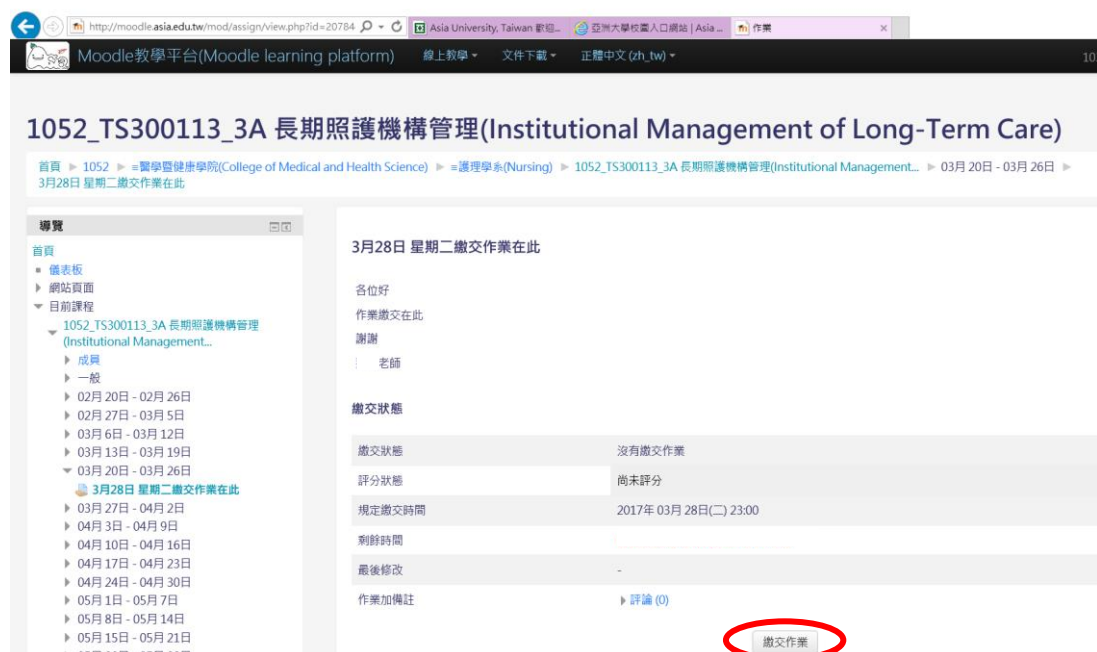 http://moodle.asia.edu.tw/mod/assign/view.php?id=20784
Asia University, Taiwan 歡迎...
亞洲大學校園入口網站 | Asia ...
作業
Moodle教學平台(Moodle learning platform) 線上教學 文件下載 正體中文 (zh_tw)
10
1052_TS300113_3A 長期照護機構管理(Institutional Management of Long-Term Care)
首頁 ► 1052 ► ≡醫學暨健康學院(College of Medical and Health Science) ► ≡護理學系(Nursing) ► 1052_TS300113_3A 長期照護機構管理(Institutional Management... ► 03月 20日 - 03月 26日 ►
3月28日 星期二繳交作業在此
導覽
首頁
儀表板
網站頁面
目前課程
1052_TS300113_3A 長期照護機構管理
(Institutional Management...
成員
一般
02月 20日 - 02月 26日
02月 27日 - 03月 5日
03月 6日 - 03月 12日
03月 13日 - 03月 19日
03月 20日 - 03月 26日
3月28日 星期二繳交作業在此
03月 27日 - 04月 2日
04月 3日 - 04月 9日
04月 10日 - 04月 16日
04月 17日 - 04月 23日
04月 24日 - 04月 30日
05月 1日 - 05月 7日
05月 8日 - 05月 14日
05月 15日 - 05月 21日
3月28日 星期二繳交作業在此
各位好
作業繳交在此
謝謝
老師
繳交狀態
繳交狀態 沒有繳交作業
評分狀態 尚未評分
規定繳交時間 2017年 03月 28日(二) 23:00
剩餘時間
最後修改 -
作業加備註 評論 (0)
繳交作業